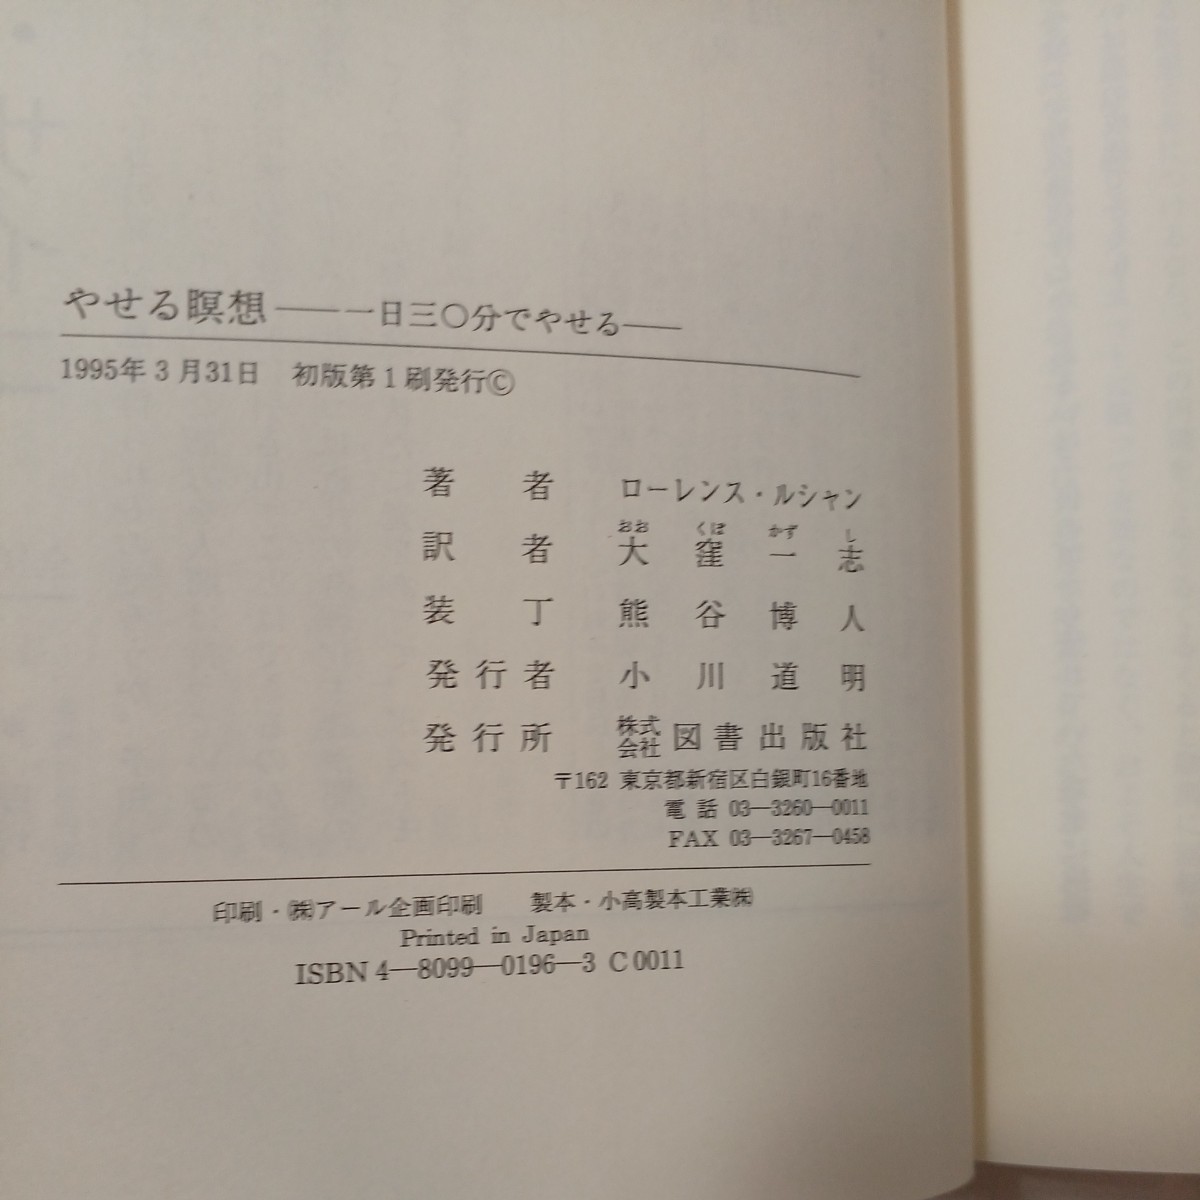 やせる瞑想――一日三〇分でやせる――
1995年3月31日　初版第1刷発行©
著者　ローレンス・ルシャン
おお　くぼ　かず　し
訳者　大窪一志
装丁　熊谷博人
発行者　小川道明
発行所　株式会社　図書出版社
〒162 東京都新宿区白銀町16番地
電話 03―3260―0011
FAX 03―3267―0458
印刷・㈱アール企画印刷　製本・小高製本工業㈱
Printed in Japan
ISBN4―8099―0196―3 C0011